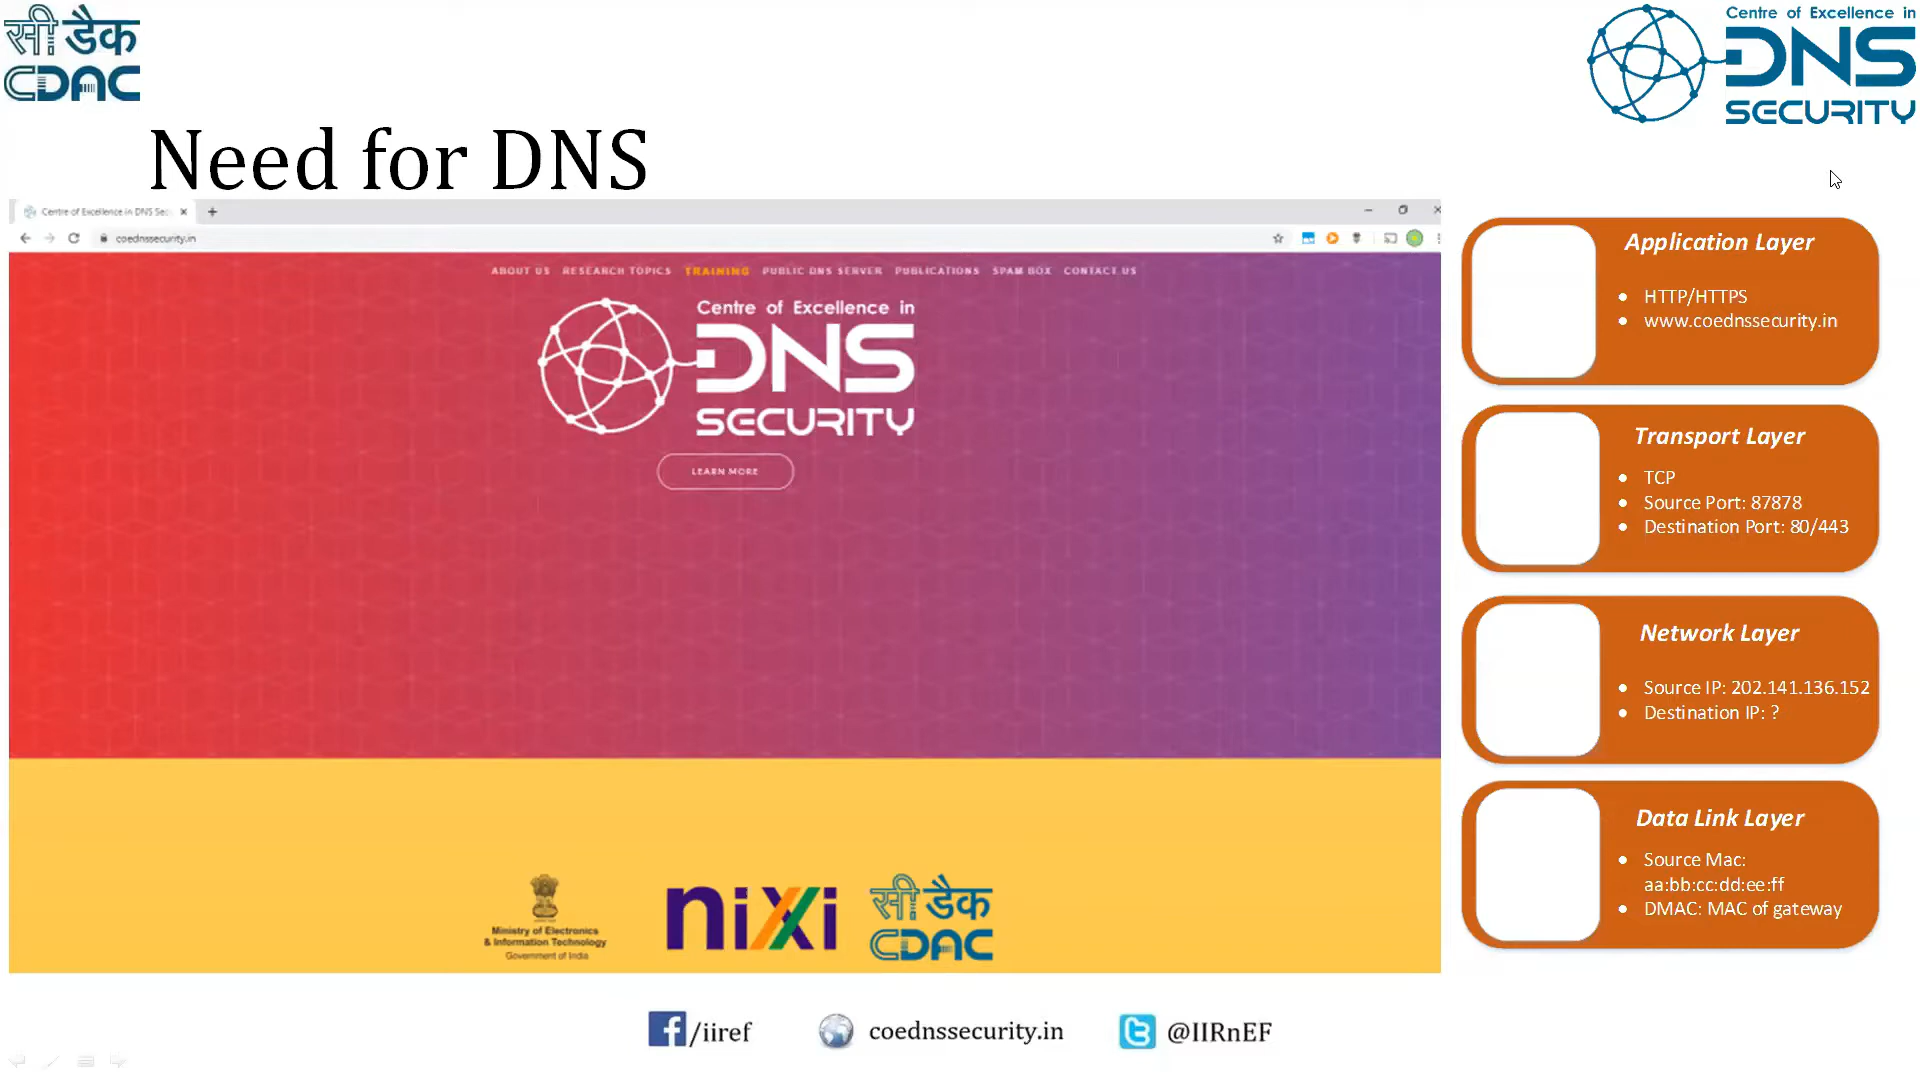 सी डैक
CDAC
Centre of Excellence in
DNS
SECURITY
Need for DNS
Centre of Excellence in DNS Sec
coednssecurity.in
ABOUT US RESEARCH TOPICS TRAINING PUBLIC DNS SERVER PUBLICATIONS SPAM BOX CONTACT US
Centre of Excellence in
DNS
SECURITY
LEARN MORE
Ministry of Electronics
& Information Technology
Government of India
nixi
सी डैक
CDAC
Application Layer
• HTTP/HTTPS
• www.coednssecurity.in
Transport Layer
• TCP
• Source Port: 87878
• Destination Port: 80/443
Network Layer
• Source IP: 202.141.136.152
• Destination IP: ?
Data Link Layer
• Source Mac:
aa:bb:cc:dd:ee:ff
• DMAC: MAC of gateway
/iiref
coednssecurity.in
@IIRnEF